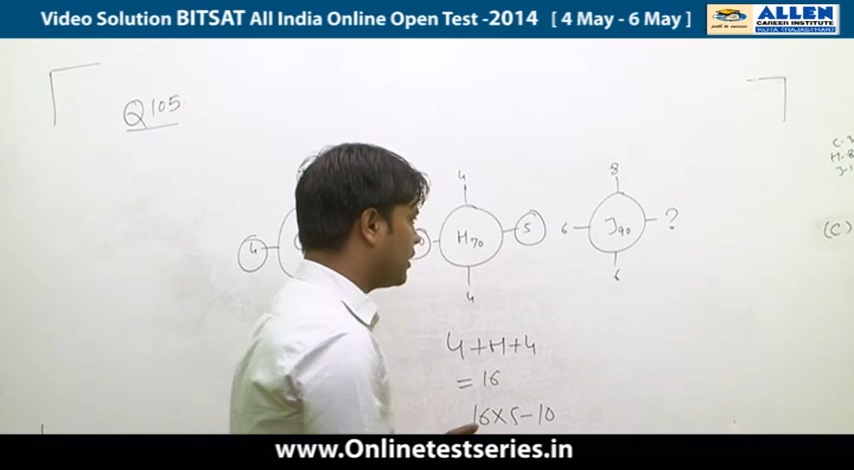 Video Solution BITSAT All India Online Open Test -2014 [ 4 May - 6 May ]
ALLEN
CAREER INSTITUTE
KOTA (RAJASTHAN)
Q105
4
4
H70
5
4
8
6
J90
?
6
(C)
4+H+4
= 16
16×5-10
www.Onlinetestseries.in